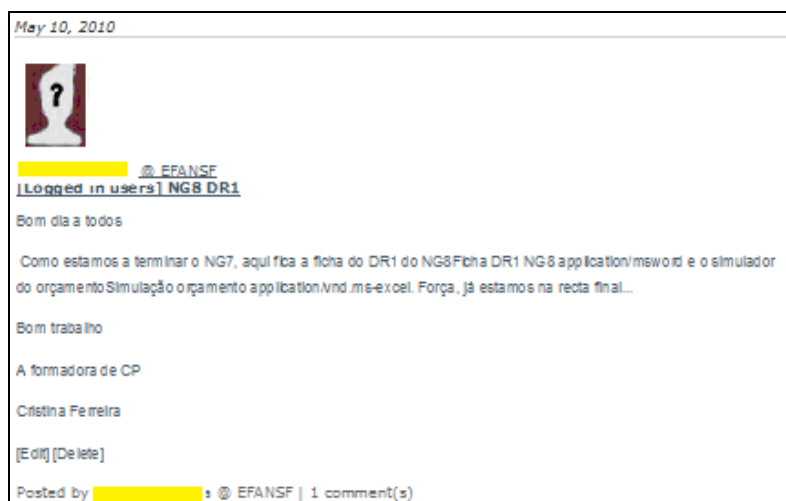 May 10, 2010
?
@ EFANSF
[Logged in users] NG8 DR1
Bom dia a todos
Como estamos a terminar o NG7, aqui fica a ficha do DR1 do NG8Ficha DR1 NG8 application/msword e o simulador
do orçamentoSimulação orçamento application/vnd.ms-excel. Força, já estamos na recta final...
Bom trabalho
A formadora de CP
Cristina Ferreira
[Edit] [Delete]
Posted by s @ EFANSF | 1 comment(s)